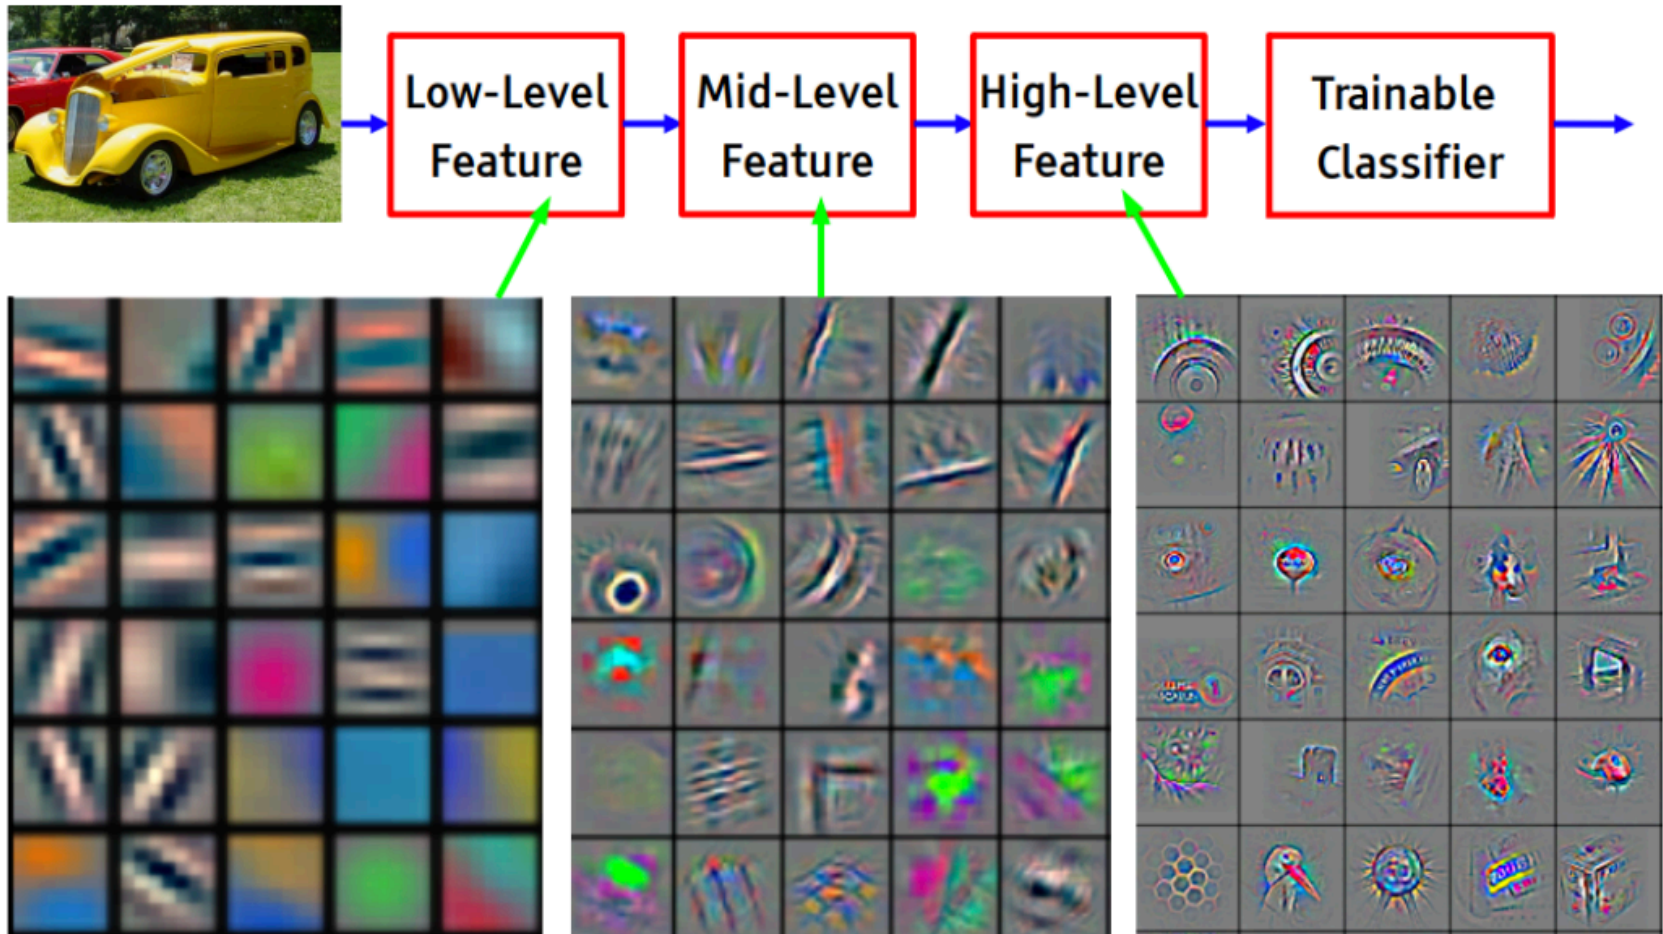 Low-Level
Feature
Mid-Level
Feature
High-Level
Feature
Trainable
Classifier